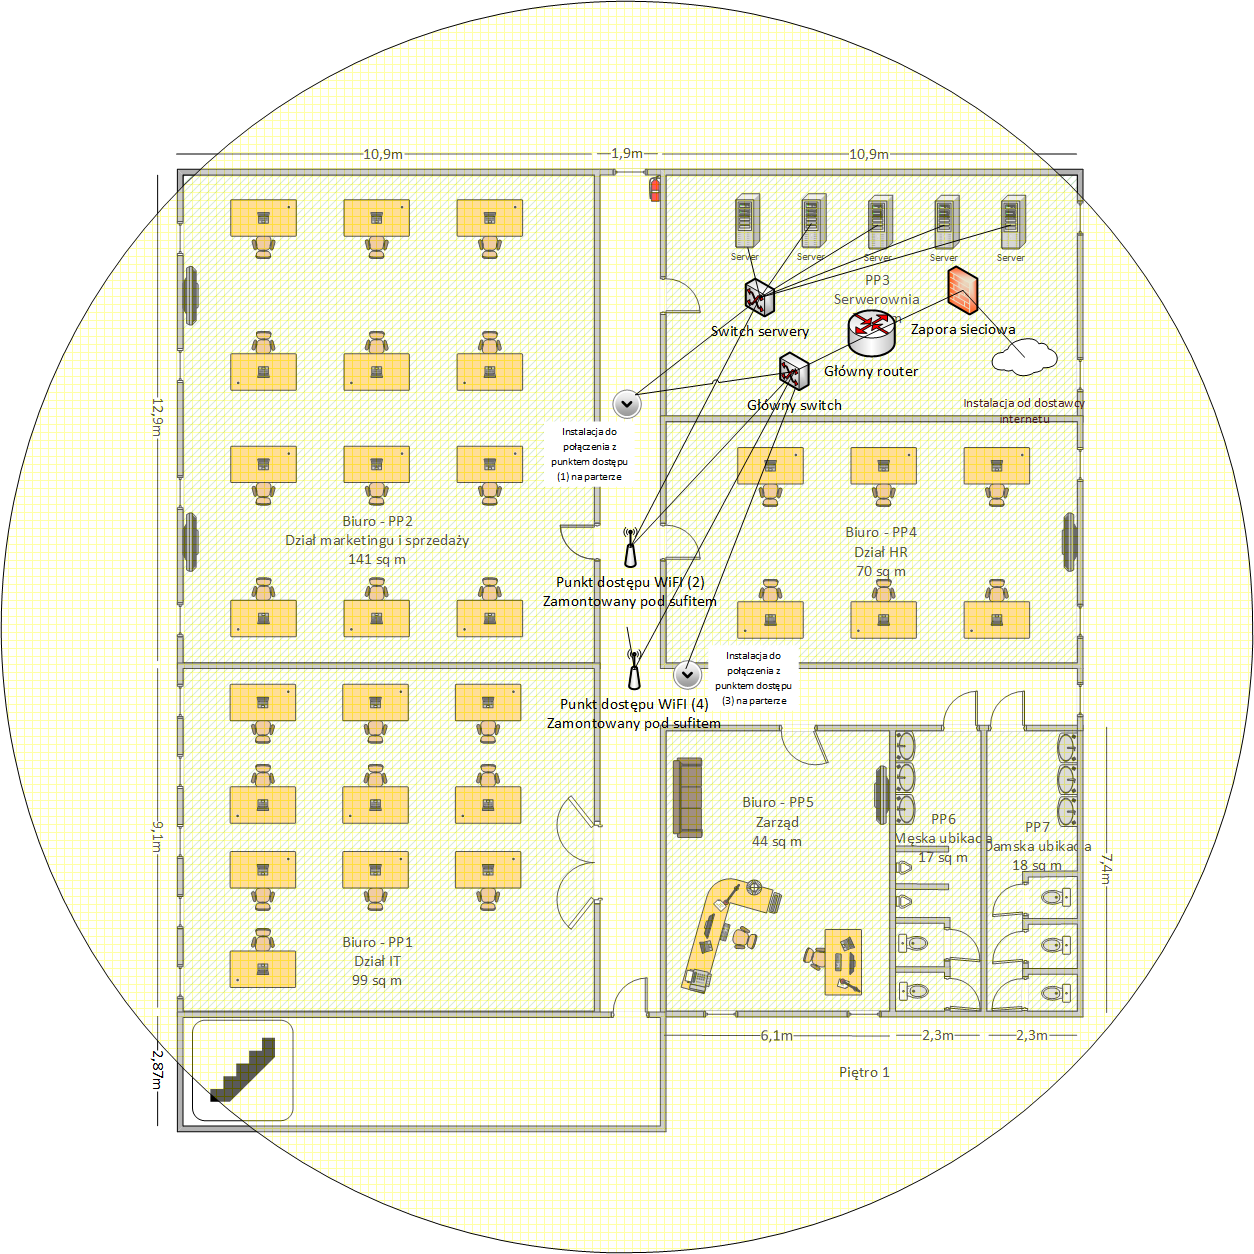 10,9m
1,9m
10,9m
Server
Server
Server
Server
Server
PP3
Serwerownia
m
Switch serwery
Zapora sieciowa
Główny router
Główny switch
Instalacja od dostawcy
internetu
12,9m
Instalacja do
połączenia z
punktem dostępu
(1) na parterze
Biuro - PP2
Dział marketingu i sprzedaży
141 sq m
Biuro - PP4
Dział HR
70 sq m
Punkt dostępu WiFI (2)
Zamontowany pod sufitem
Instalacja do
połączenia z
punktem dostępu
(3) na parterze
Punkt dostępu WiFI (4)
Zamontowany pod sufitem
9,1m
Biuro - PP5
Zarząd
44 sq m
PP6
Męska ubikacja
17 sq m
PP7
Damska ubikacja
18 sq m
7,4m
Biuro - PP1
Dział IT
99 sq m
6,1m
2,3m
2,3m
2,87m
Piętro 1